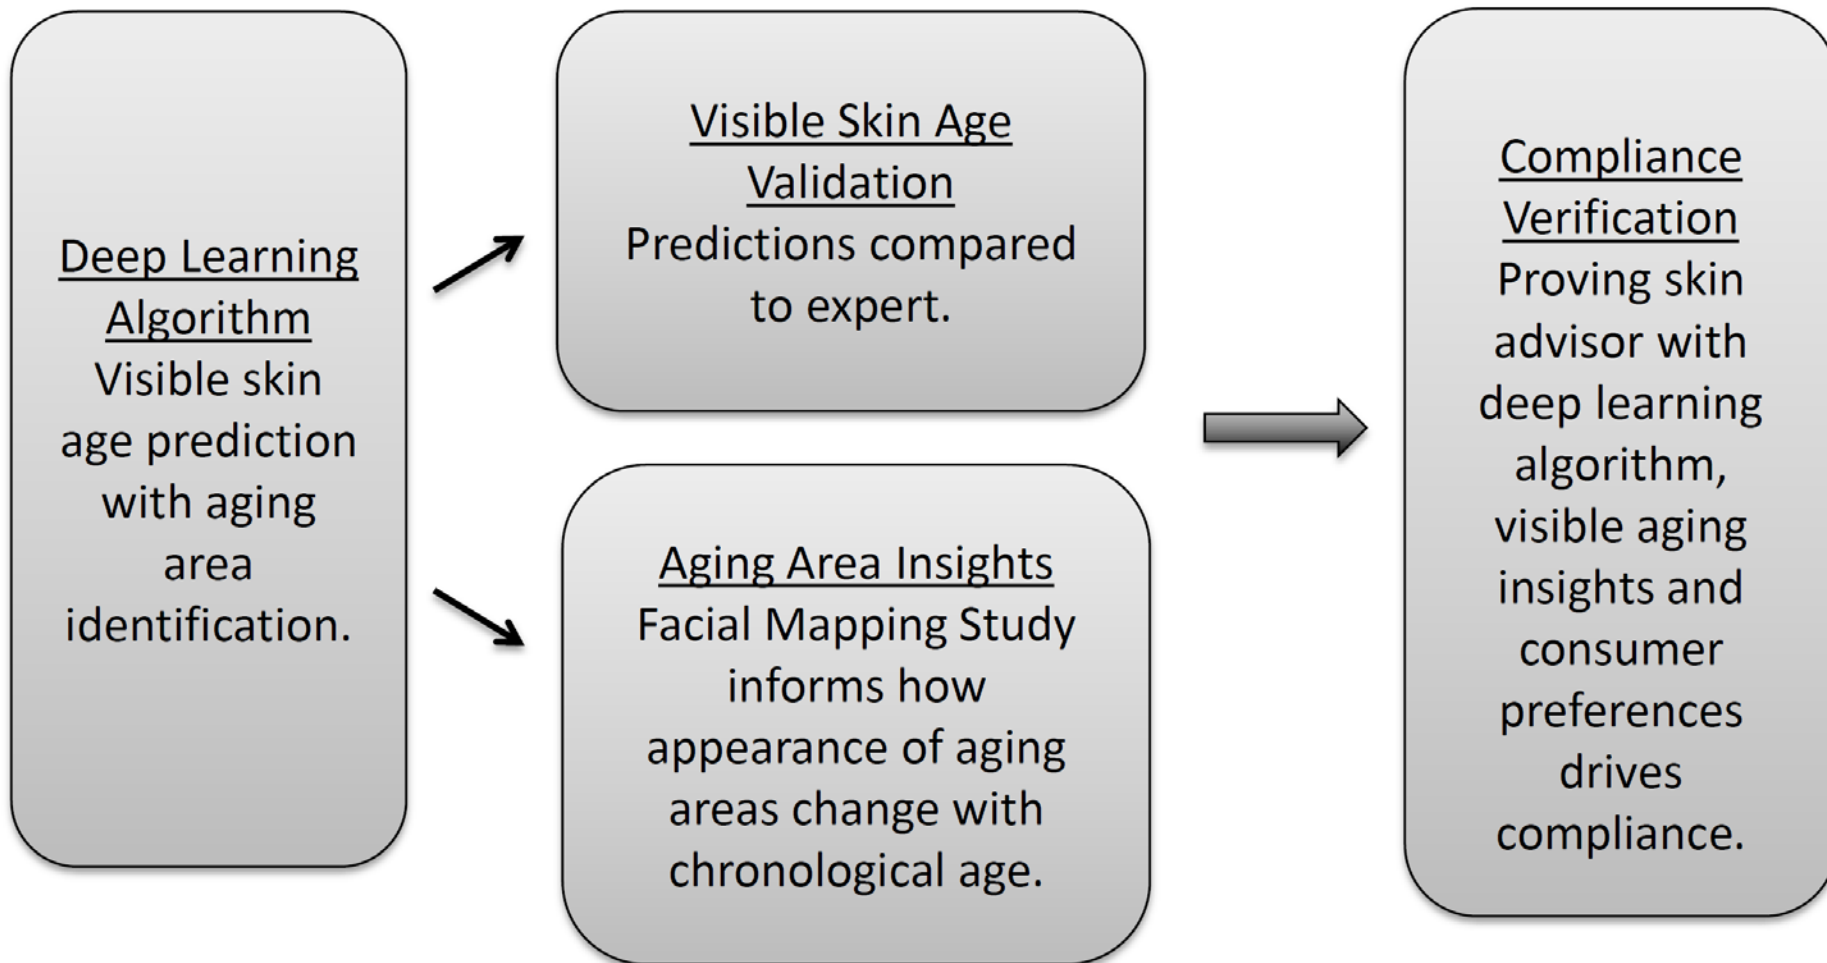 Deep Learning
Algorithm
Visible skin
age prediction
with aging
area
identification.
Visible Skin Age
Validation
Predictions compared
to expert.
Aging Area Insights
Facial Mapping Study
informs how
appearance of aging
areas change with
chronological age.
Compliance
Verification
Proving skin
advisor with
deep learning
algorithm,
visible aging
insights and
consumer
preferences
drives
compliance.